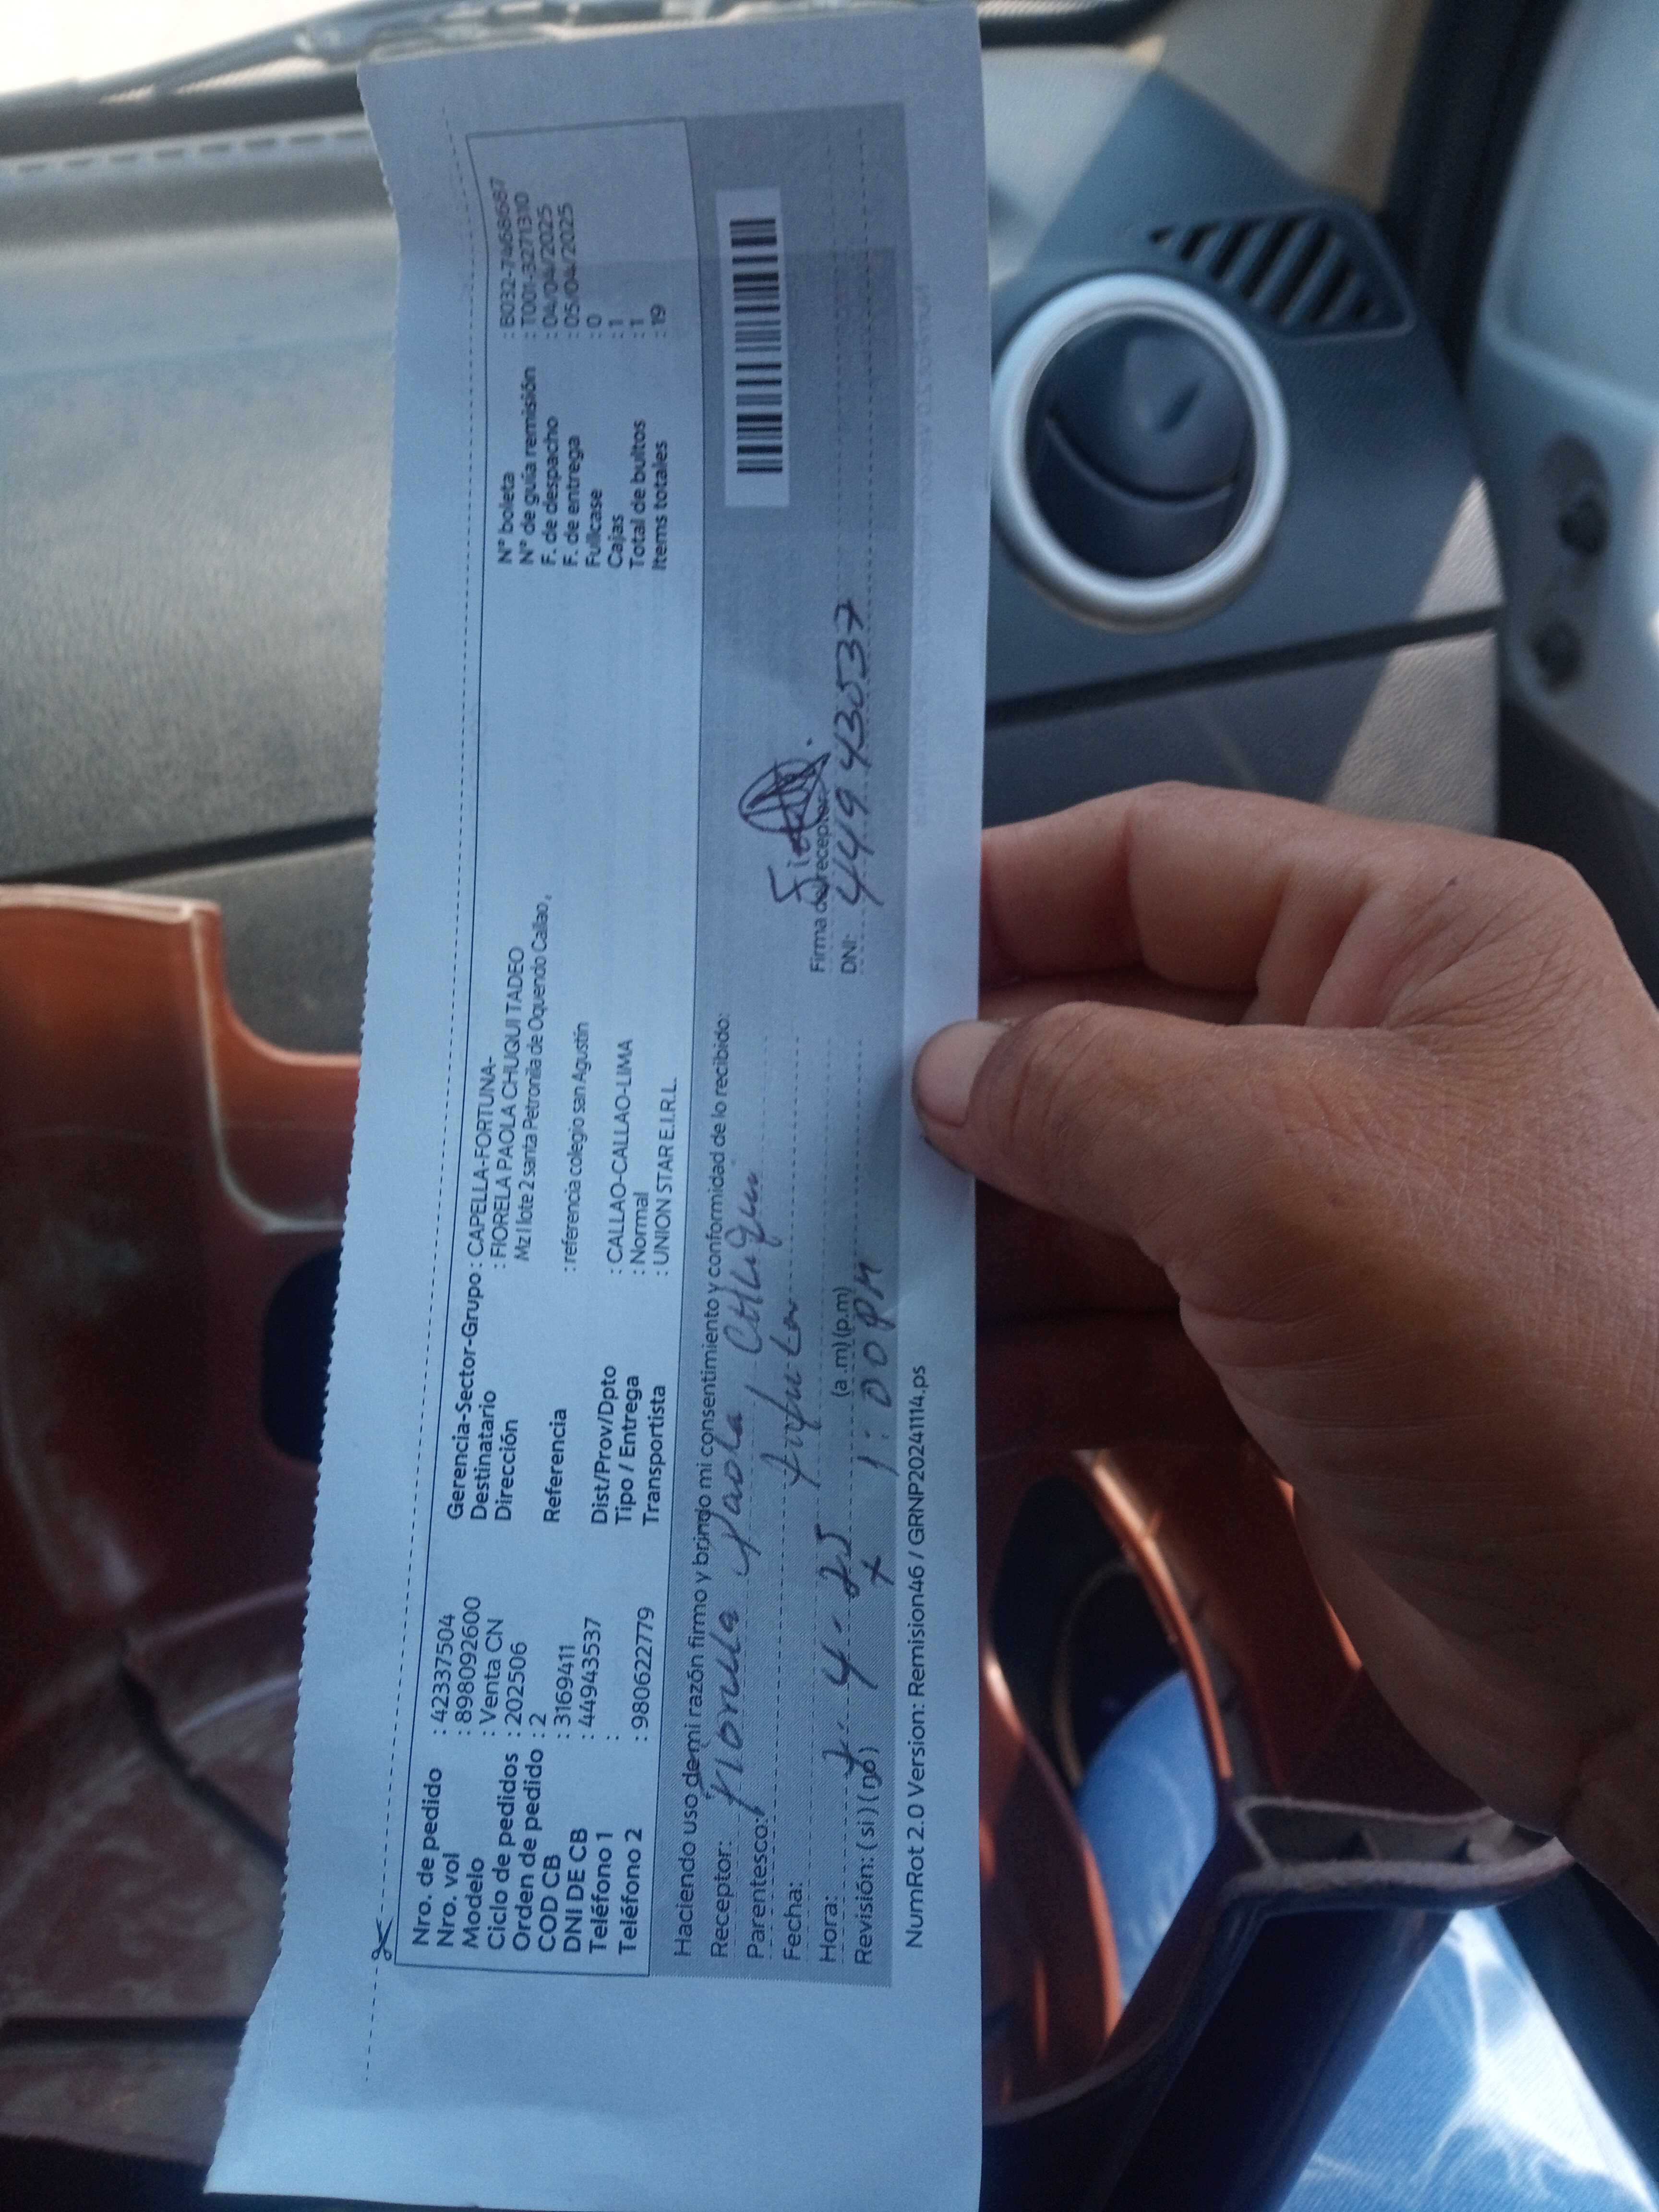 Nro. de pedido : 42337504
Nro. vol : 898092600
Modelo : Venta CN
Ciclo de pedidos : 202506
Orden de pedido : 2
COD CB : 3169411
DNI DE CB : 44943537
Teléfono 1 :
Teléfono 2 : 980622779
Gerencia-Sector-Grupo : CAPELLA-FORTUNA-
Destinatario : FIORELA PAOLA CHUQUI TADEO
Dirección Mz I lote 2 santa Petronila de Oquendo Callao,
Referencia : referencia colegio san Agustín
Dist/Prov/Dpto : CALLAO-CALLAO-LIMA
Tipo / Entrega : Normal
Transportista : UNION STAR E.I.R.L.
N° boleta : B032-74686687
N° de guía remisión : T001-3271310
F. de despacho : 04/04/2025
F. de entrega : 05/04/2025
Fullcase : 0
Cajas : 1
Total de bultos : 1
Items totales : 19
Haciendo uso de mi razón firmo y brindo mi consentimiento y conformidad de lo recibido:
Receptor: Paola
Parentesco:
Fecha: 4-25
Hora: (a.m) (p.m) 1:00 PM
Revisión: (si) (no)
Firma del receptor
DNI: 44943537
NumRot 2.0 Version: Remision46 / GRNP20241114.ps